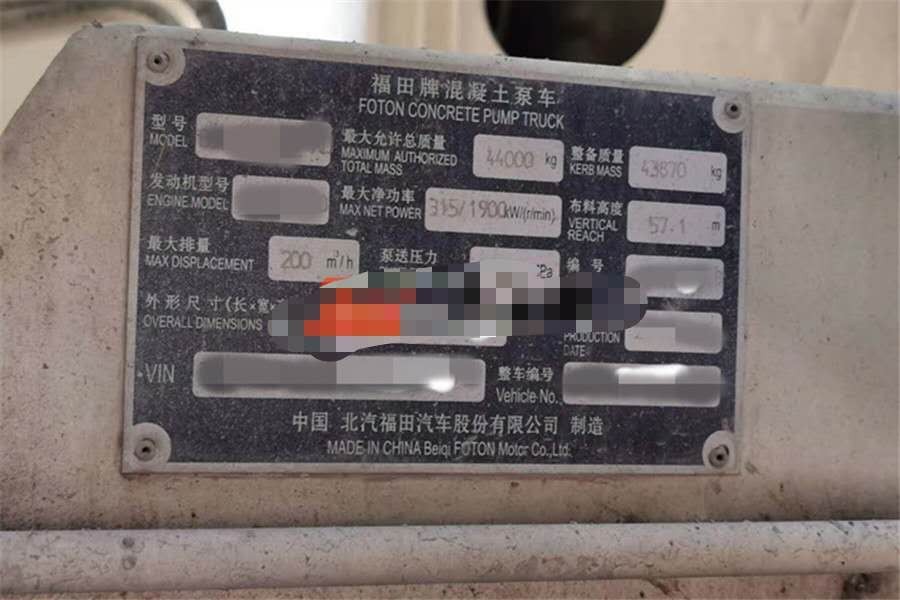 福田牌混凝土泵车
FOTON CONCRETE PUMP TRUCK
型号
MODEL
最大允许总质量
MAXIMUM AUTHORIZED
TOTAL MASS
44000 kg
整备质量
KERB MASS
43870 kg
发动机型号
ENGINE MODEL
最大净功率
MAX NET POWER
315/1900kW/(r/min)
布料高度
VERTICAL
REACH
57.1 m
最大排量
MAX DISPLACEMENT
200 m³/h
泵送压力
编号
外形尺寸(长×宽×
OVERALL DIMENSIONS
PRODUCTION
DATE
VIN
整车编号
Vehicle No.
中国 北汽福田汽车股份有限公司 制造
MADE IN CHINA Beiqi FOTON Motor Co.,Ltd.